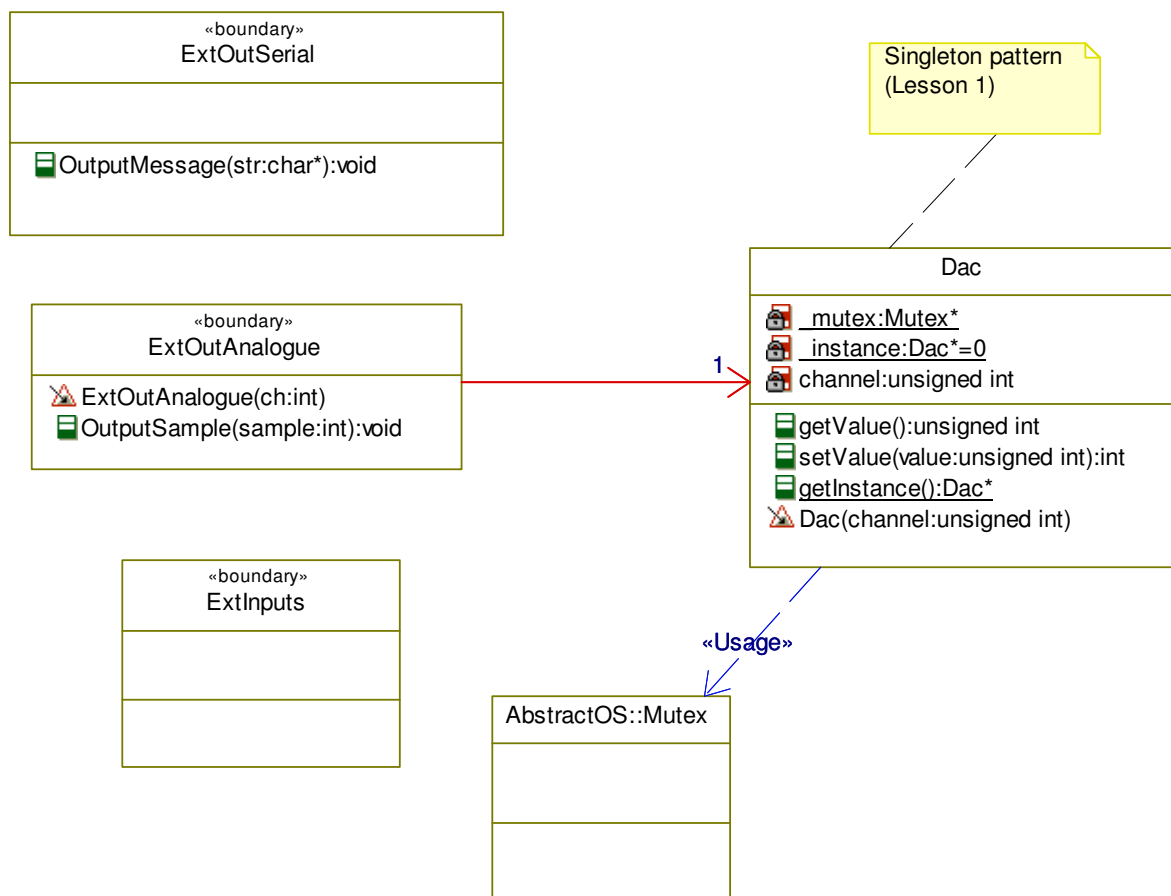 «boundary»
ExtOutSerial
OutputMessage(str:char*):void
Singleton pattern
(Lesson 1)
«boundary»
ExtOutAnalogue
ExtOutAnalogue(ch:int)
OutputSample(sample:int):void
1
Dac
_mutex:Mutex*
_instance:Dac*=0
channel:unsigned int
getValue():unsigned int
setValue(value:unsigned int):int
getInstance():Dac*
Dac(channel:unsigned int)
«boundary»
ExtInputs
«Usage»
AbstractOS::Mutex